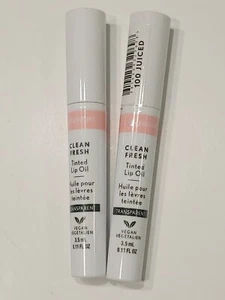 CLEAN
FRESH
Tinted
Lip Oil
Huile pour
les lèvres
teintée
TRANSPARENT
VEGAN
VÉGÉTALIEN
3.5 mL
0.11 FL OZ
100 JUICED
CLEAN
FRESH
Tinted
Lip Oil
Huile pour
les lèvres
teintée
TRANSPARENT
VEGAN
VÉGÉTALIEN
3.5 mL
0.11 FL OZ